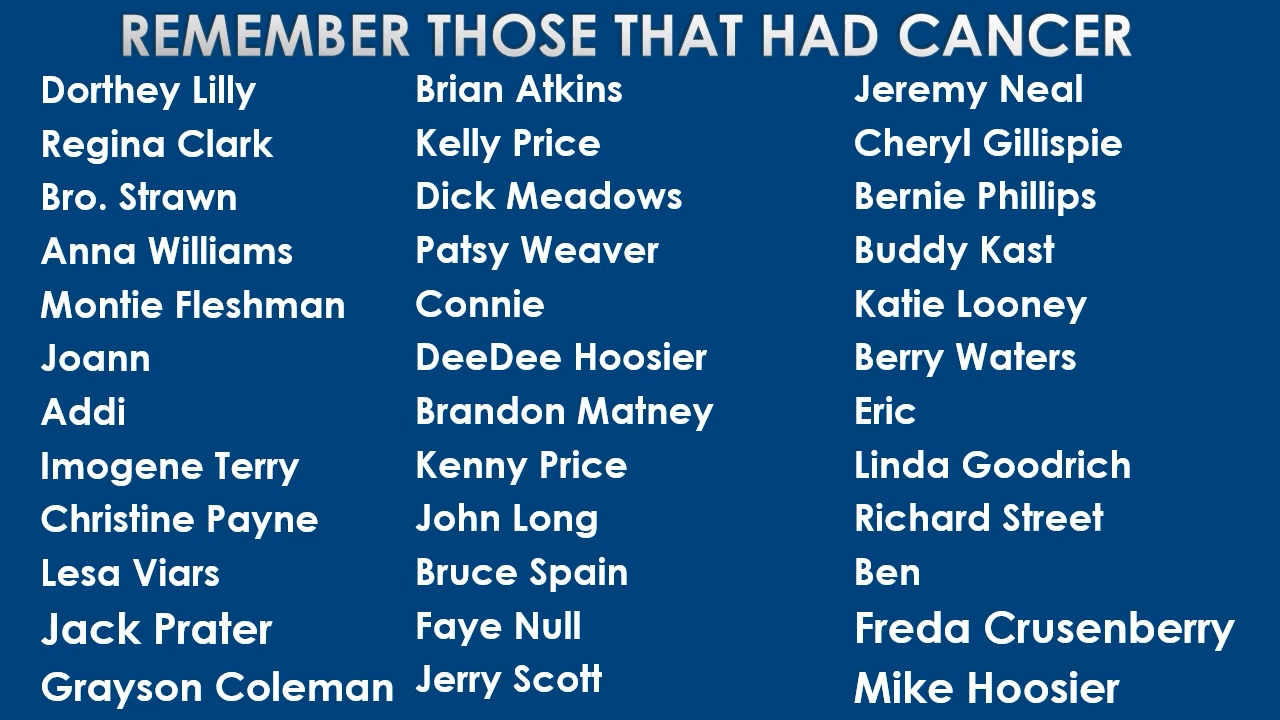 REMEMBER THOSE THAT HAD CANCER
Dorthey Lilly
Regina Clark
Bro. Strawn
Anna Williams
Montie Fleshman
Joann
Addi
Imogene Terry
Christine Payne
Lesa Viars
Jack Prater
Grayson Coleman
Brian Atkins
Kelly Price
Dick Meadows
Patsy Weaver
Connie
DeeDee Hoosier
Brandon Matney
Kenny Price
John Long
Bruce Spain
Faye Null
Jerry Scott
Jeremy Neal
Cheryl Gillispie
Bernie Phillips
Buddy Kast
Katie Looney
Berry Waters
Eric
Linda Goodrich
Richard Street
Ben
Freda Crusenberry
Mike Hoosier